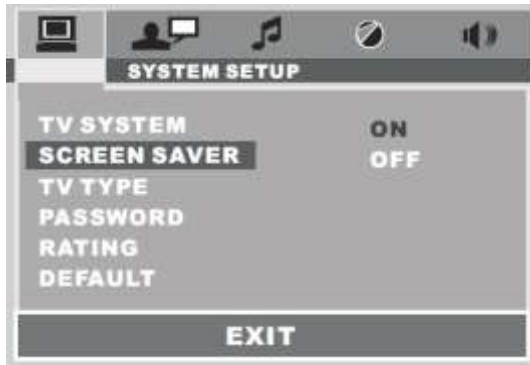 SYSTEM SETUP
TV SYSTEM ON
SCREEN SAVER OFF
TV TYPE
PASSWORD
RATING
DEFAULT
EXIT